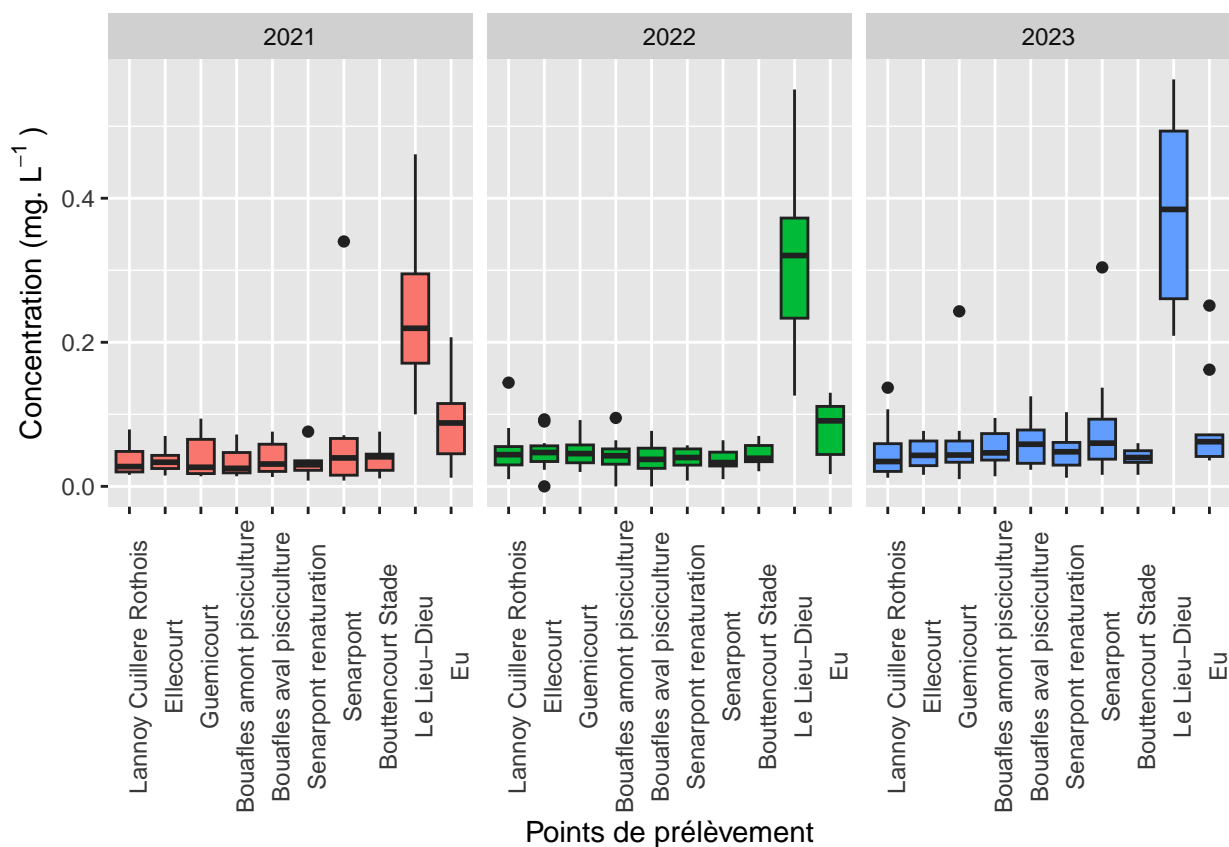 2021
2022
2023
Concentration (mg. L−1 )
0.4
0.2
0.0
Lannoy Cuillere Rothois
Ellecourt
Guemicourt
Bouafles amont pisciculture
Bouafles aval pisciculture
Senarpont renaturation
Senarpont
Bouttencourt Stade
Le Lieu−Dieu
Eu
Lannoy Cuillere Rothois
Ellecourt
Guemicourt
Bouafles amont pisciculture
Bouafles aval pisciculture
Senarpont renaturation
Senarpont
Bouttencourt Stade
Le Lieu−Dieu
Eu
Lannoy Cuillere Rothois
Ellecourt
Guemicourt
Bouafles amont pisciculture
Bouafles aval pisciculture
Senarpont renaturation
Senarpont
Bouttencourt Stade
Le Lieu−Dieu
Eu
Points de prélèvement